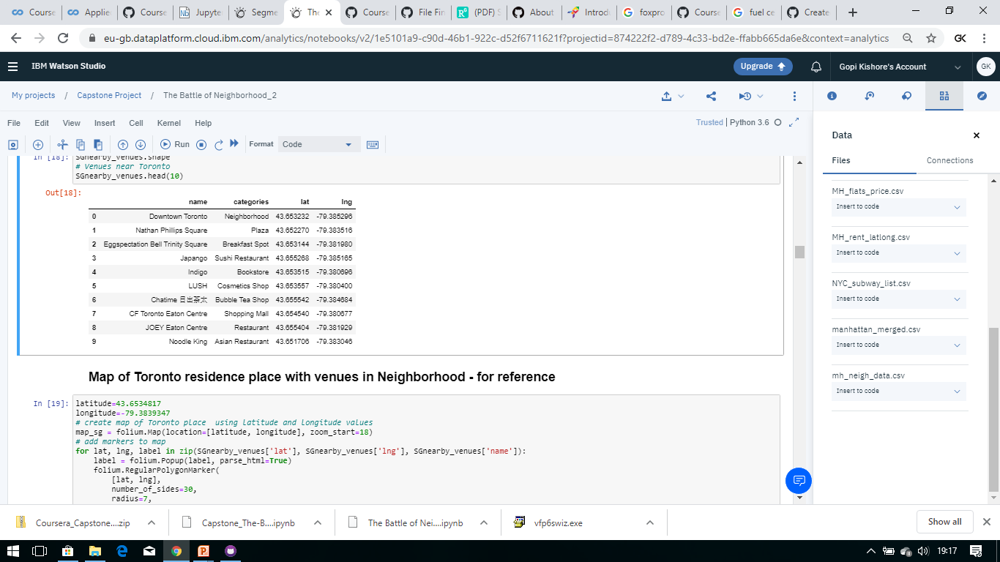 Course
Applie
Course
Jupyte
Segme
The
Course
File Fin
(PDF) S
About
Introdu
foxpro
Course
fuel ce
Create
eu-gb.dataplatform.cloud.ibm.com/analytics/notebooks/v2/1e5101a9-c90d-46b1-922c-d52f6711621f?projectid=874222f2-d789-4c33-bd2e-ffabb665da6e&context=analytics
GK
IBM Watson Studio
Upgrade
Gopi Kishore's Account
GK
My projects / Capstone Project / The Battle of Neighborhood_2
File Edit View Insert Cell Kernel Help
Trusted | Python 3.6
Run
Format
Code
In [18]: SGnearby_venues.shape
# Venues near Toronto
SGnearby_venues.head(10)
Out[18]:
name categories lat lng
0 Downtown Toronto Neighborhood 43.653232 -79.385296
1 Nathan Phillips Square Plaza 43.652270 -79.383516
2 Eggspectation Bell Trinity Square Breakfast Spot 43.653144 -79.381980
3 Japango Sushi Restaurant 43.655268 -79.385165
4 Indigo Bookstore 43.653515 -79.380696
5 LUSH Cosmetics Shop 43.653557 -79.380400
6 Chatime 日出茶太 Bubble Tea Shop 43.655542 -79.384684
7 CF Toronto Eaton Centre Shopping Mall 43.654540 -79.380677
8 JOEY Eaton Centre Restaurant 43.655404 -79.381929
9 Noodle King Asian Restaurant 43.651706 -79.383046
Map of Toronto residence place with venues in Neighborhood - for reference
In [19]: latitude=43.6534817
longitude=-79.3839347
# create map of Toronto place  using latitude and longitude values
map_sg = folium.Map(location=[latitude, longitude], zoom_start=18)
# add markers to map
for lat, lng, label in zip(SGnearby_venues['lat'], SGnearby_venues['lng'], SGnearby_venues['name']):
label = folium.Popup(label, parse_html=True)
folium.RegularPolygonMarker(
[lat, lng],
number_of_sides=30,
radius=7,
Data
Files
Connections
MH_flats_price.csv
Insert to code
MH_rent_latlong.csv
Insert to code
NYC_subway_list.csv
Insert to code
manhattan_merged.csv
Insert to code
mh_neigh_data.csv
Insert to code
Coursera_Capstone....zip
Capstone_The-B....ipynb
The Battle of Nei....ipynb
vfp6swiz.exe
Show all
19:17